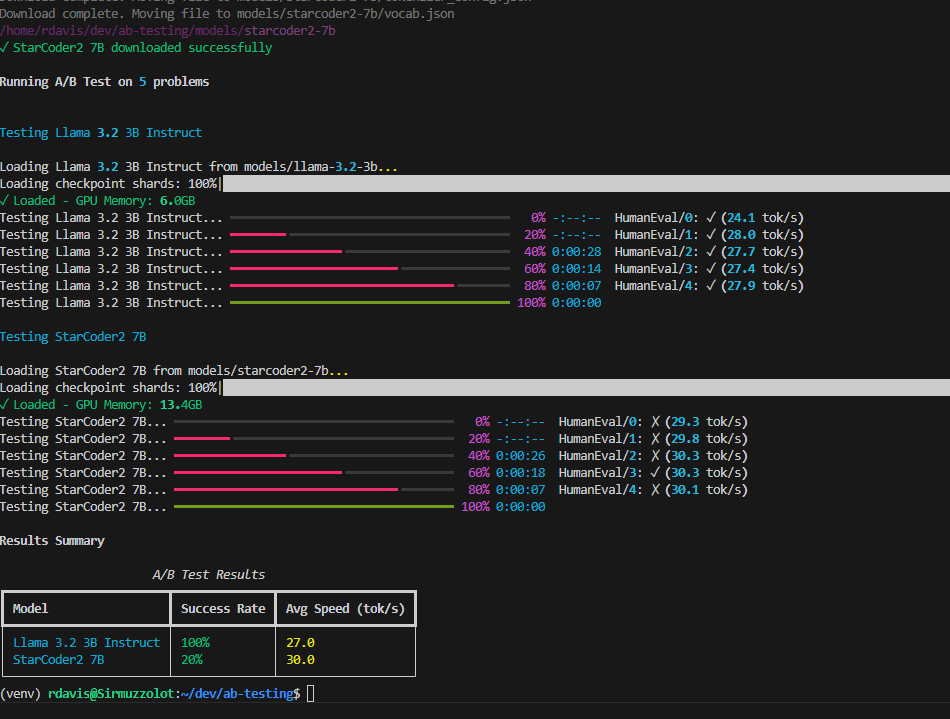 Download complete. Moving file to models/starcoder2-7b/vocab.json
/home/rdavis/dev/ab-testing/models/starcoder2-7b
✓ StarCoder2 7B downloaded successfully
Running A/B Test on 5 problems
Testing Llama 3.2 3B Instruct
Loading Llama 3.2 3B Instruct from models/llama-3.2-3b...
Loading checkpoint shards: 100%|
✓ Loaded - GPU Memory: 6.0GB
Testing Llama 3.2 3B Instruct... 0% -:--:-- HumanEval/0: ✓ (24.1 tok/s)
Testing Llama 3.2 3B Instruct... 20% -:--:-- HumanEval/1: ✓ (28.0 tok/s)
Testing Llama 3.2 3B Instruct... 40% 0:00:28 HumanEval/2: ✓ (27.7 tok/s)
Testing Llama 3.2 3B Instruct... 60% 0:00:14 HumanEval/3: ✓ (27.4 tok/s)
Testing Llama 3.2 3B Instruct... 80% 0:00:07 HumanEval/4: ✓ (27.9 tok/s)
Testing Llama 3.2 3B Instruct... 100% 0:00:00
Testing StarCoder2 7B
Loading StarCoder2 7B from models/starcoder2-7b...
Loading checkpoint shards: 100%|
✓ Loaded - GPU Memory: 13.4GB
Testing StarCoder2 7B... 0% -:--:-- HumanEval/0: ✗ (29.3 tok/s)
Testing StarCoder2 7B... 20% -:--:-- HumanEval/1: ✗ (29.8 tok/s)
Testing StarCoder2 7B... 40% 0:00:26 HumanEval/2: ✗ (30.3 tok/s)
Testing StarCoder2 7B... 60% 0:00:18 HumanEval/3: ✓ (30.3 tok/s)
Testing StarCoder2 7B... 80% 0:00:07 HumanEval/4: ✗ (30.1 tok/s)
Testing StarCoder2 7B... 100% 0:00:00
Results Summary
A/B Test Results
Model Success Rate Avg Speed (tok/s)
Llama 3.2 3B Instruct 100% 27.0
StarCoder2 7B 20% 30.0
(venv) rdavis@Sirmuzzolot:~/dev/ab-testing$